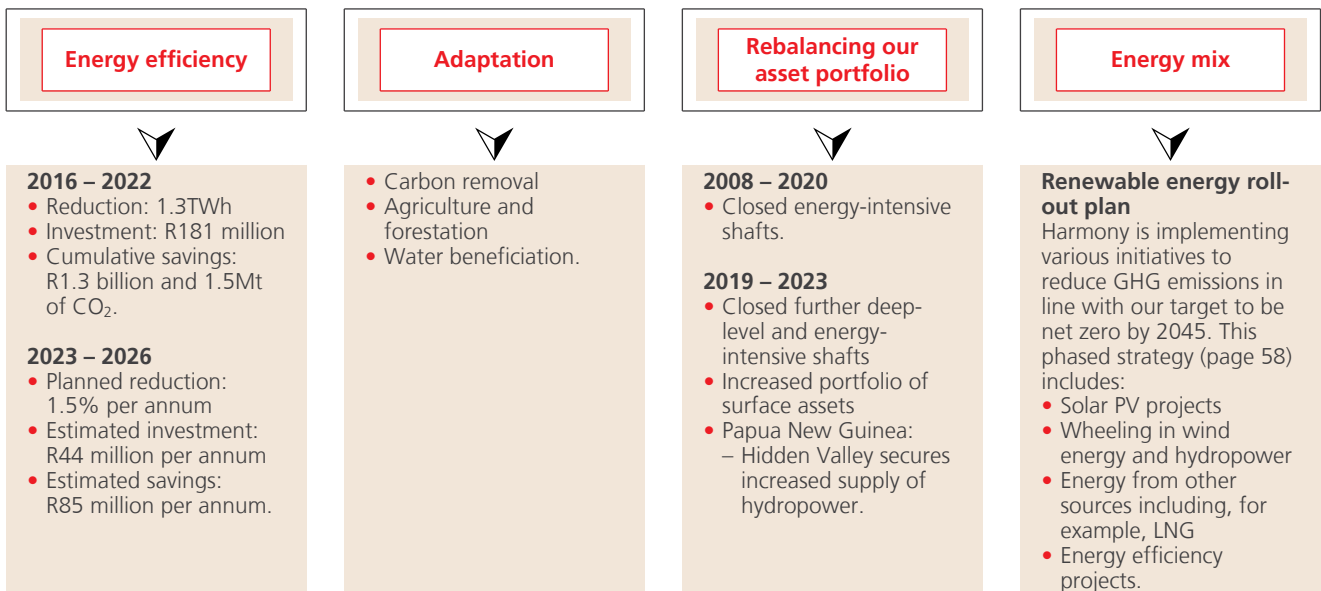 Energy efficiency
2016 – 2022
• Reduction: 1.3TWh
• Investment: R181 million
• Cumulative savings:
R1.3 billion and 1.5Mt
of CO₂.
2023 – 2026
• Planned reduction:
1.5% per annum
• Estimated investment:
R44 million per annum
• Estimated savings:
R85 million per annum.
Adaptation
• Carbon removal
• Agriculture and
forestation
• Water beneficiation.
Rebalancing our
asset portfolio
2008 – 2020
• Closed energy-intensive
shafts.
2019 – 2023
• Closed further deep-
level and energy-
intensive shafts
• Increased portfolio of
surface assets
• Papua New Guinea:
– Hidden Valley secures
increased supply of
hydropower.
Energy mix
Renewable energy roll-
out plan
Harmony is implementing
various initiatives to
reduce GHG emissions in
line with our target to be
net zero by 2045. This
phased strategy (page 58)
includes:
• Solar PV projects
• Wheeling in wind
energy and hydropower
• Energy from other
sources including, for
example, LNG
• Energy efficiency
projects.